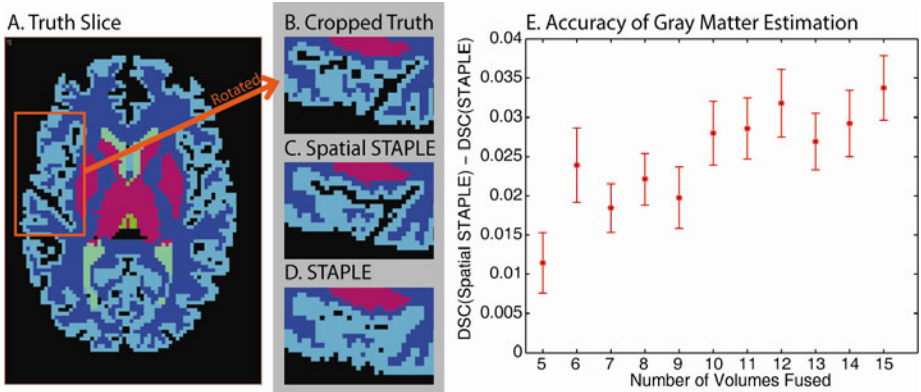 A. Truth Slice
Rotated
B. Cropped Truth
C. Spatial STAPLE
D. STAPLE
E. Accuracy of Gray Matter Estimation
DSC(Spatial STAPLE) – DSC(STAPLE)
0.04
0.035
0.03
0.025
0.02
0.015
0.01
0.005
0
5 6 7 8 9 10 11 12 13 14 15
Number of Volumes Fused